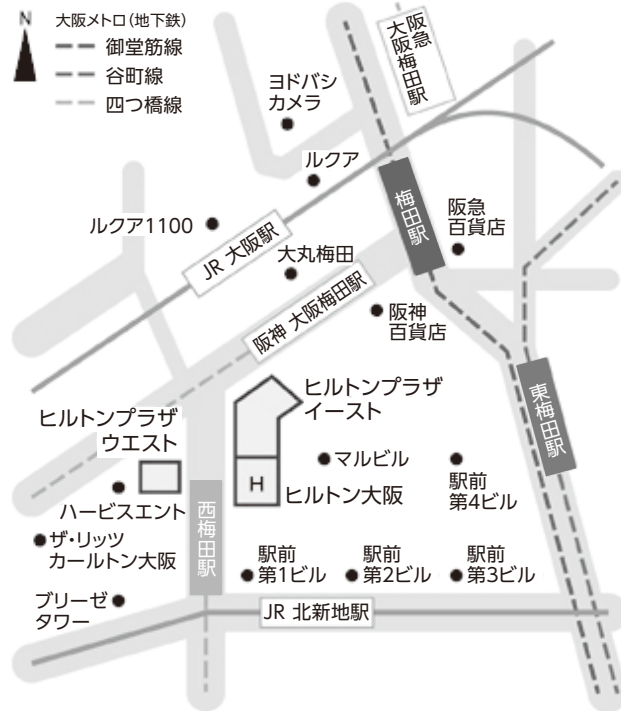 N
大阪メトロ（地下鉄）
御堂筋線
谷町線
四つ橋線
阪急
大阪梅田駅
ヨドバシ
カメラ
ルクア
梅田駅
阪急
百貨店
ルクア1100
JR 大阪駅
大丸梅田
阪神 大阪梅田駅
阪神
百貨店
ヒルトンプラザ
イースト
東梅田駅
ヒルトンプラザ
ウエスト
マルビル
駅前
第4ビル
H
ヒルトン大阪
ハービスエント
西梅田駅
ザ・リッツ
カールトン大阪
駅前
第1ビル
駅前
第2ビル
駅前
第3ビル
ブリーゼ
タワー
JR 北新地駅